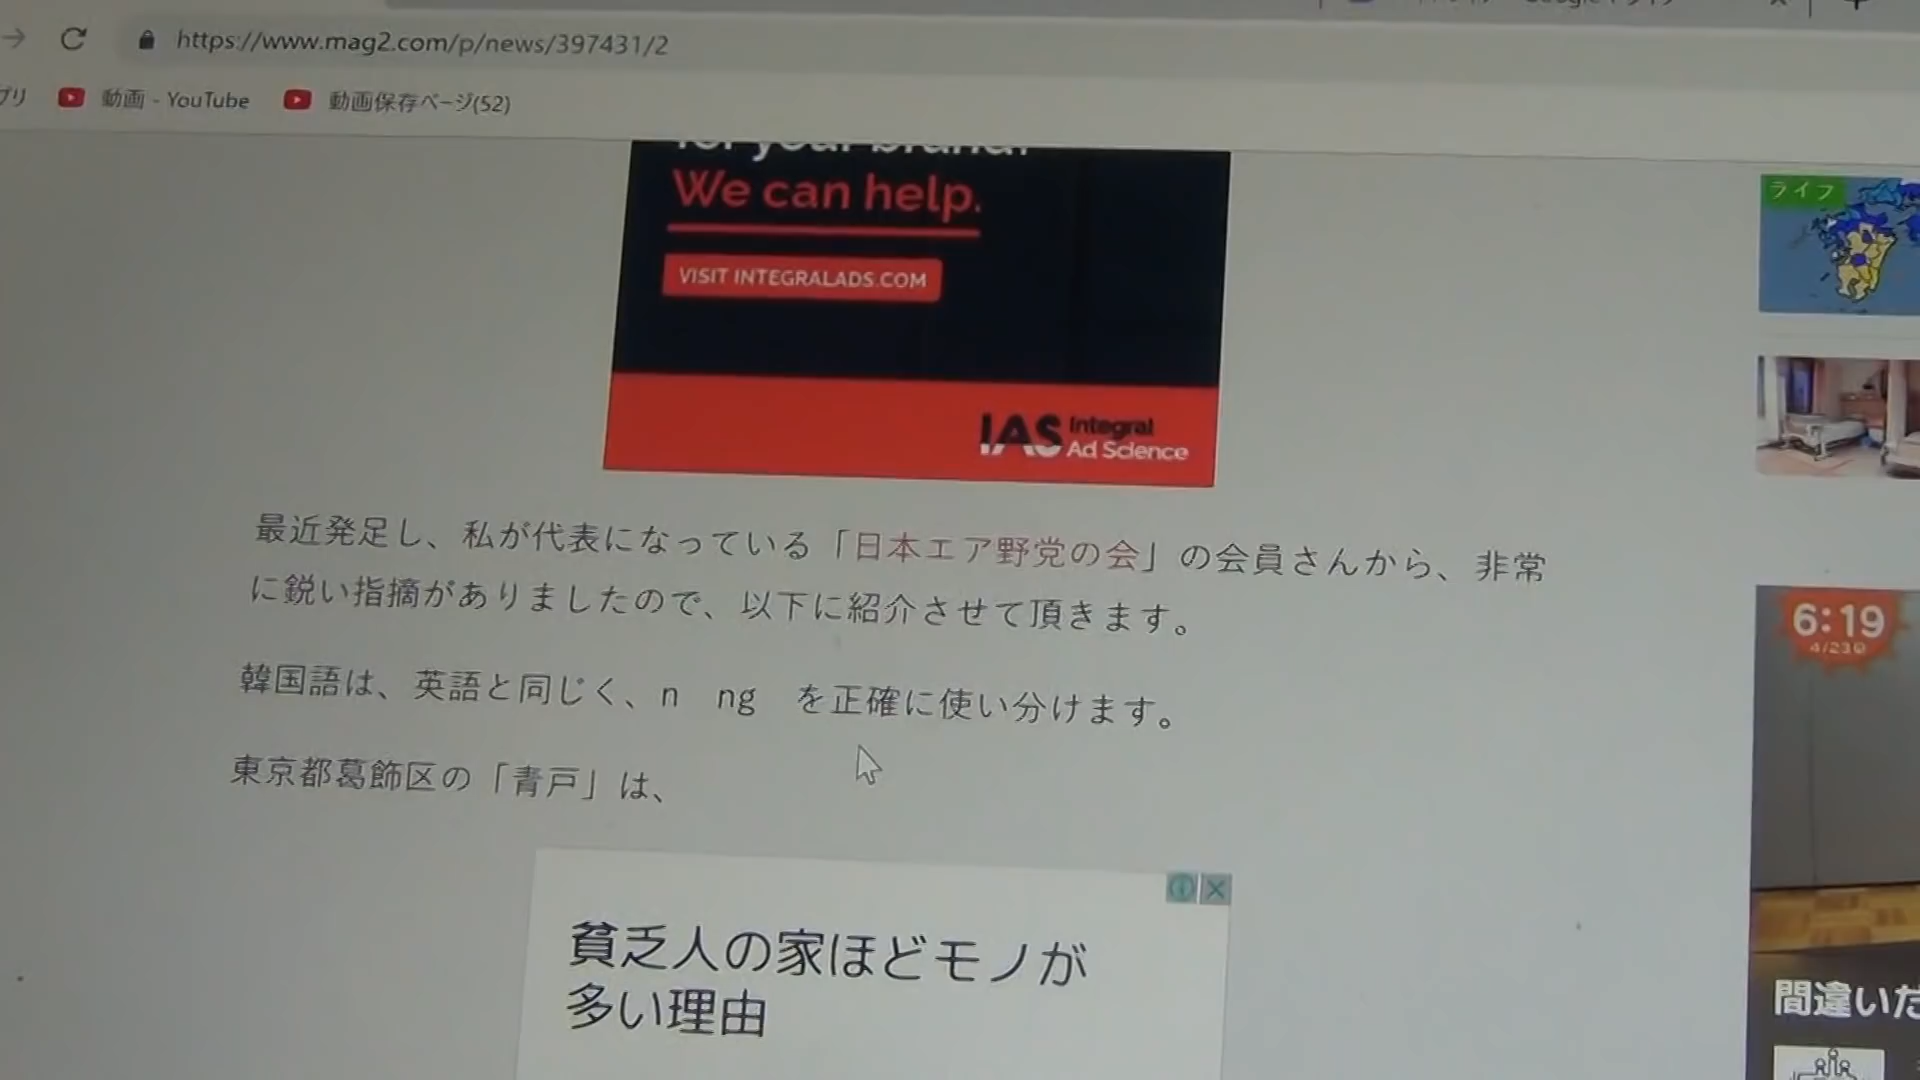 https://www.mag2.com/p/news/397431/2
プリ 動画 - YouTube 動画保存ページ(52)
for your brand.
We can help.
VISIT INTEGRALADS.COM
IAS Integral
Ad Science
ライフ
最近発足し、私が代表になっている「日本エア野党の会」の会員さんから、非常
に鋭い指摘がありましたので、以下に紹介させて頂きます。
韓国語は、英語と同じく、n ng を正確に使い分けます。
東京都葛飾区の「青戸」は、
6:19
貧乏人の家ほどモノが
多い理由
間違いだ